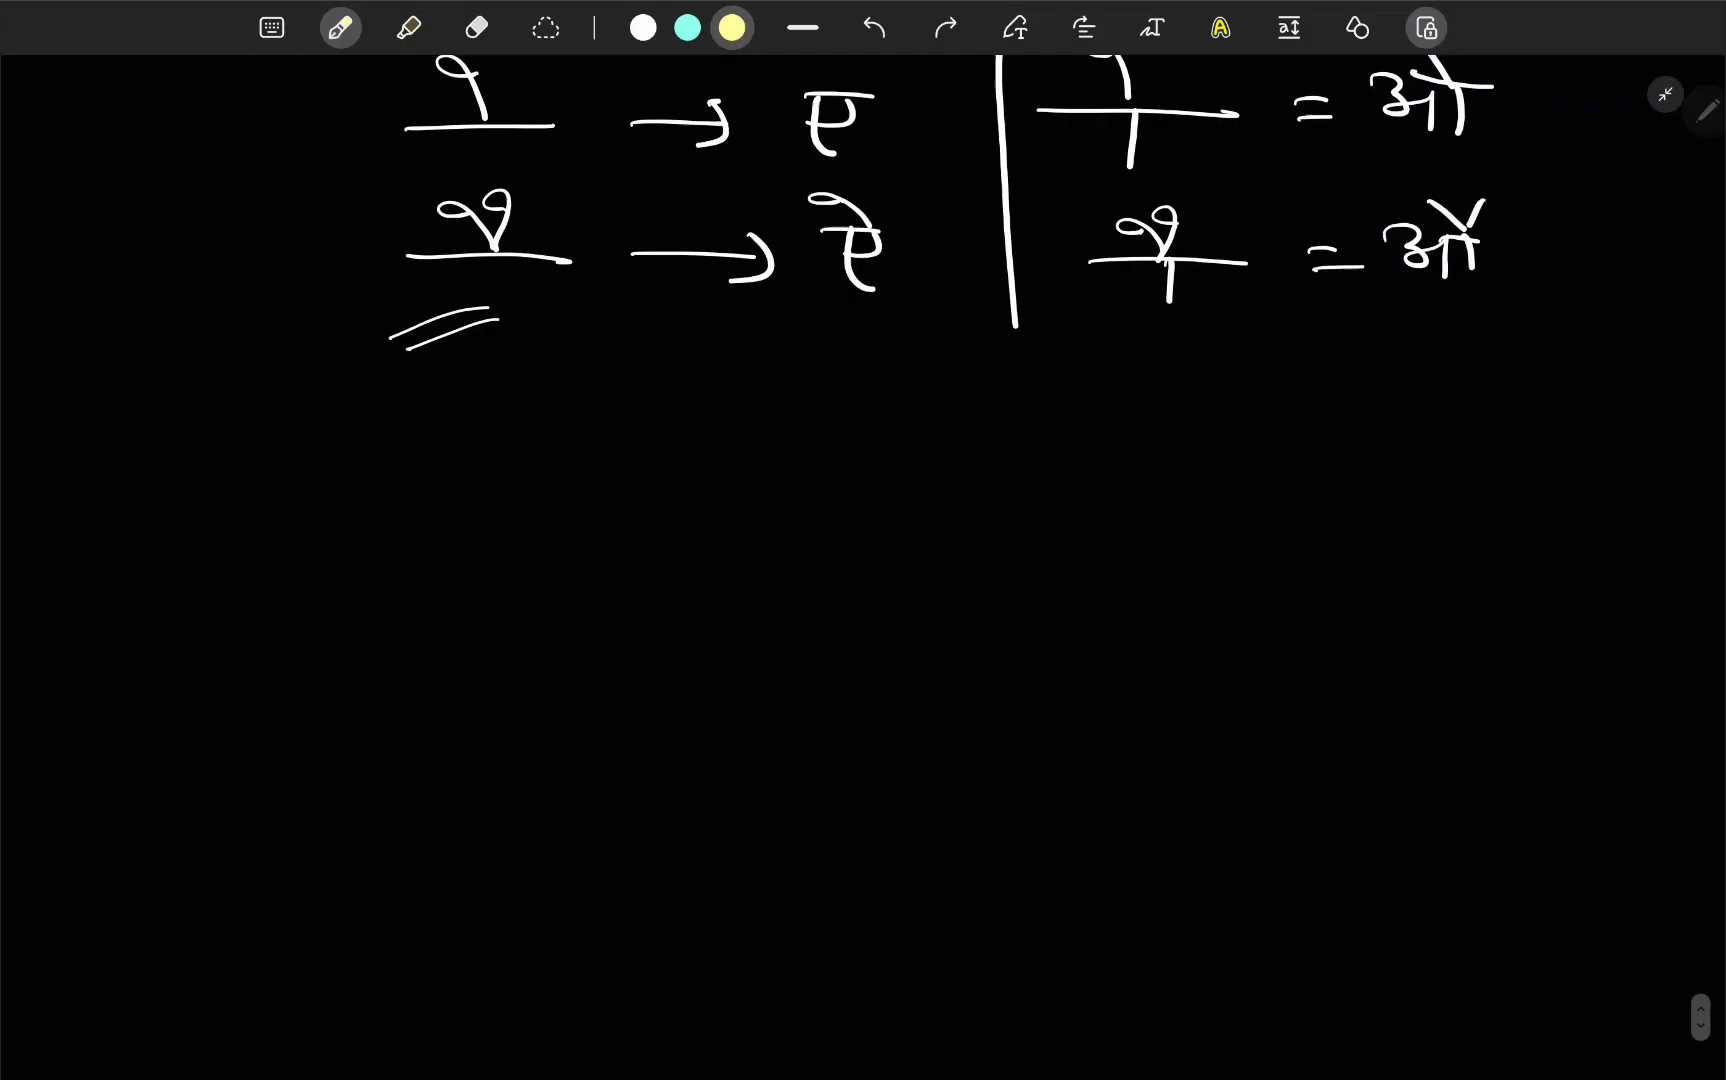 े → ए | ो = ओ
ै → ऐ | ौ = औ